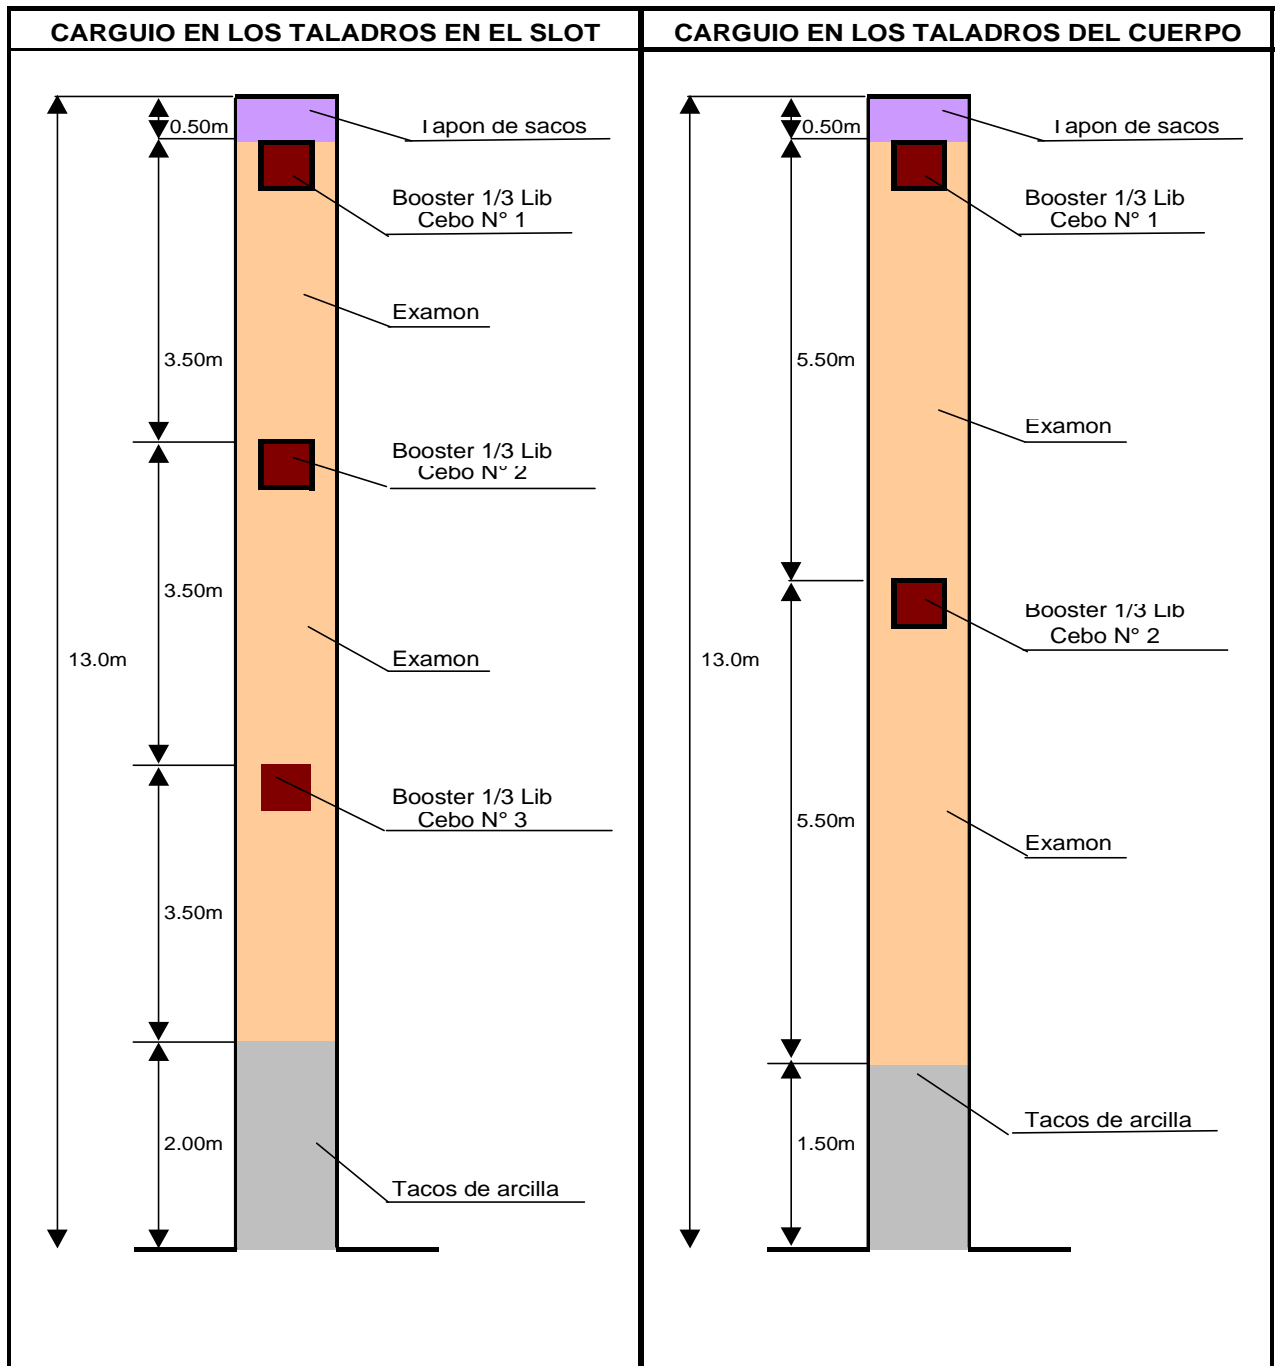 CARGUIO EN LOS TALADROS EN EL SLOT
0.50m
Tapon de sacos
Booster 1/3 Lib
Cebo N° 1
Examon
3.50m
Booster 1/3 Lib
Cebo N° 2
3.50m
Examon
13.0m
Booster 1/3 Lib
Cebo N° 3
3.50m
2.00m
Tacos de arcilla
CARGUIO EN LOS TALADROS DEL CUERPO
0.50m
Tapon de sacos
Booster 1/3 Lib
Cebo N° 1
5.50m
Examon
Booster 1/3 Lib
Cebo N° 2
13.0m
5.50m
Examon
Tacos de arcilla
1.50m